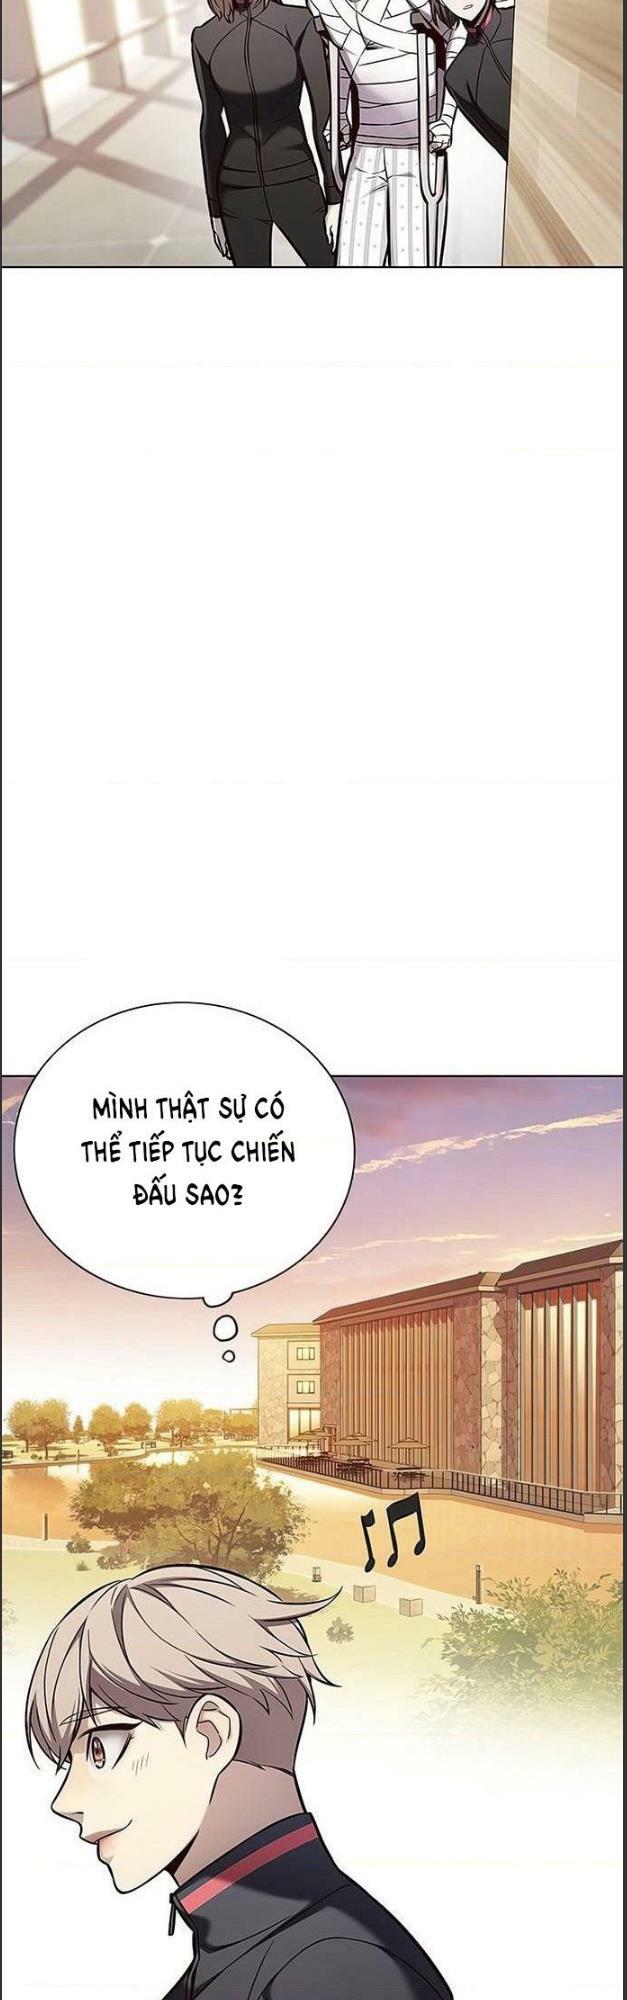 MÌNH THẬT SỰ CÓ
THỂ TIẾP TỤC CHIẾN
ĐẤU SAO?